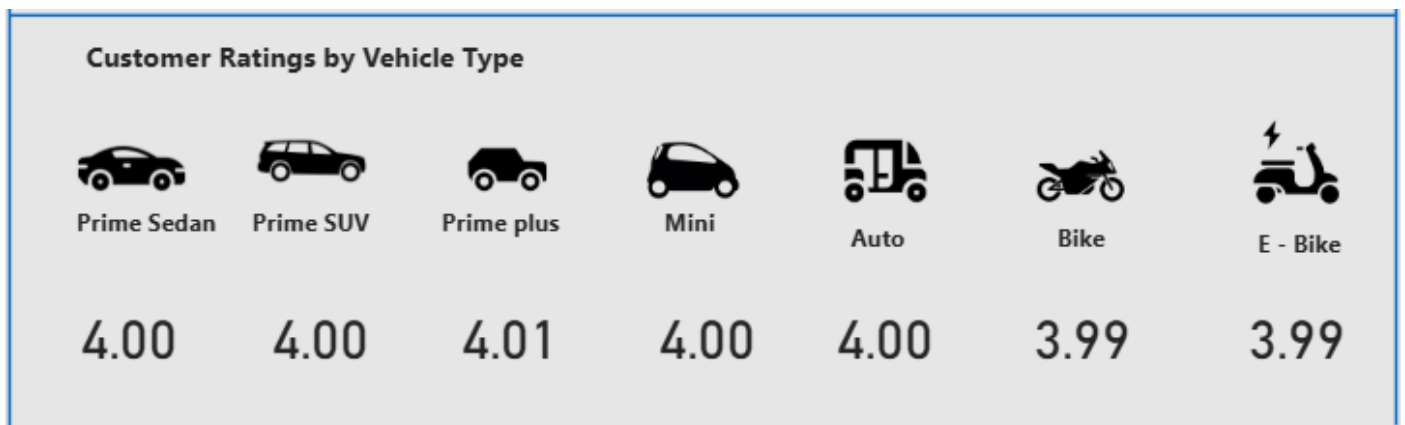 Customer Ratings by Vehicle Type
Prime Sedan Prime SUV Prime plus Mini Auto Bike E - Bike
4.00 4.00 4.01 4.00 4.00 3.99 3.99